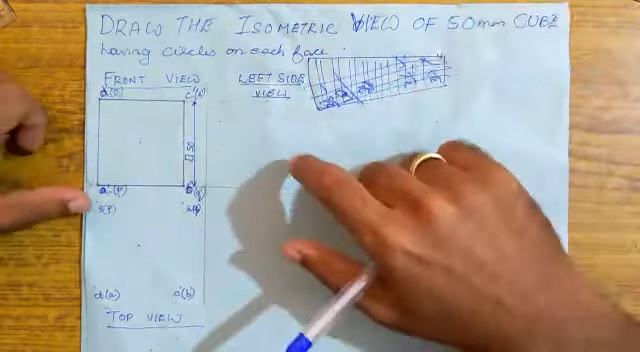 DRAW THE ISOMETRIC VIEW OF 50mm CUBE
having circles on each face.
FRONT VIEW
LEFT SIDE
VIEW
50
a'(p)
s(p)
d(a)
c(b)
TOP VIEW